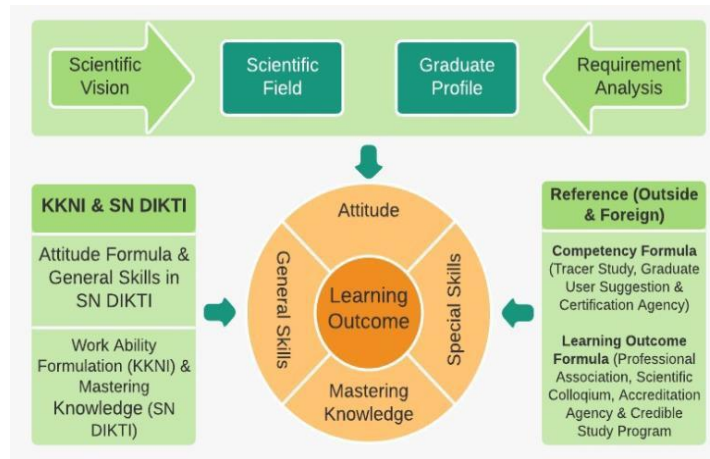 Scientific
Vision
Scientific
Field
Graduate
Profile
Requirement
Analysis
KKNI & SN DIKTI
Attitude Formula &
General Skills in
SN DIKTI
Work Ability
Formulation (KKNI) &
Mastering
Knowledge (SN
DIKTI)
Attitude
General Skills
Learning
Outcome
Special Skills
Mastering
Knowledge
Reference (Outside
& Foreign)
Competency Formula
(Tracer Study, Graduate
User Suggestion &
Certification Agency)
Learning Outcome
Formula (Professional
Association, Scientific
Colloqium, Accreditation
Agency & Credible
Study Program